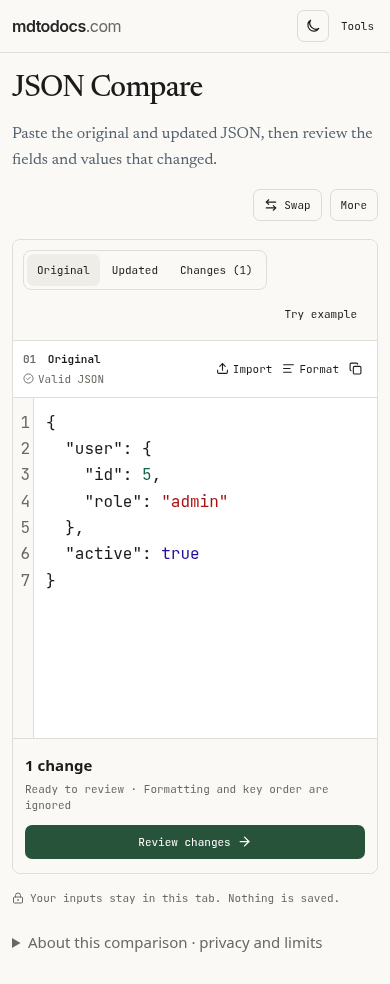 mdtodocs.com
Tools
JSON Compare
Paste the original and updated JSON, then review the
fields and values that changed.
Swap
More
Original
Updated
Changes (1)
Try example
01 Original
Valid JSON
Import
Format
1 {
2 "user": {
3 "id": 5,
4 "role": "admin"
5 },
6 "active": true
7 }
1 change
Ready to review · Formatting and key order are
ignored
Review changes →
Your inputs stay in this tab. Nothing is saved.
▶ About this comparison · privacy and limits